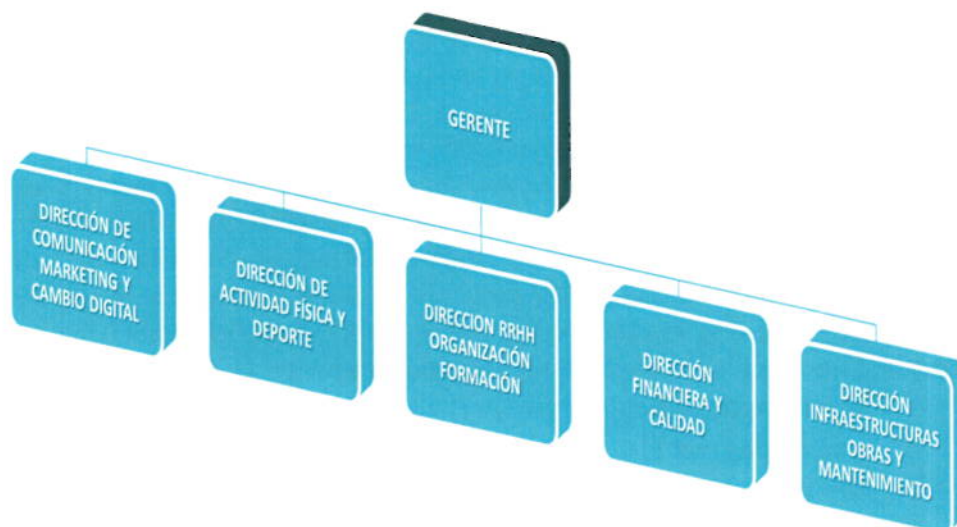 GERENTE
DIRECCIÓN DE
COMUNICACIÓN
MARKETING Y
CAMBIO DIGITAL
DIRECCIÓN DE
ACTIVIDAD FÍSICA Y
DEPORTE
DIRECCION RRHH
ORGANIZACIÓN
FORMACIÓN
DIRECCIÓN
FINANCIERA Y
CALIDAD
DIRECCIÓN
INFRAESTRUCTURAS
OBRAS Y
MANTENIMIENTO